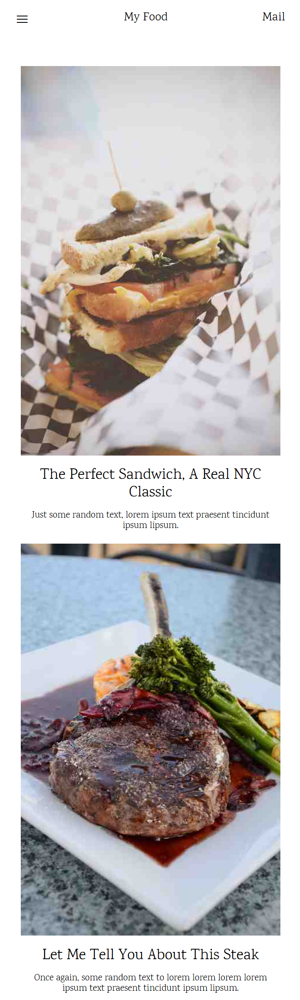 My Food
Mail
The Perfect Sandwich, A Real NYC
Classic
Just some random text, lorem ipsum text praesent tincidunt
ipsum lipsum.
Let Me Tell You About This Steak
Once again, some random text to lorem lorem lorem lorem
ipsum text praesent tincidunt ipsum lipsum.